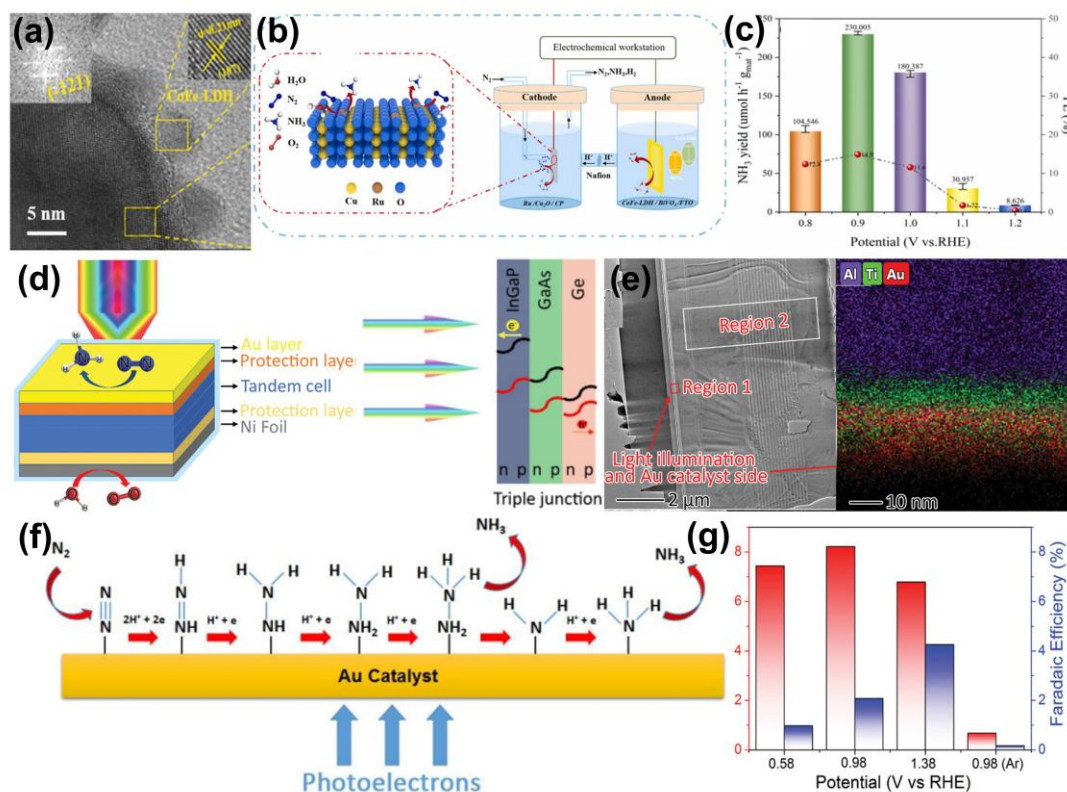 (a)
d=0.21nm
(-121)
CoFe-LDH
5 nm
(b)
H₂O
N₂
NH₃
O₂
Cu
Ru
O
Electrochemical workstation
N₂
N₂,NH₃,H₂
Cathode
Anode
H⁺
H⁺
Nafion
Ru/Cu₂O/CP
CoFe-LDH/BiVO₄/FTO
(c)
NH₃ yield (umol h⁻¹ gₘₐₜ⁻¹)
250
200
150
100
50
0
104.546
230.005
180.387
30.957
8.626
50
40
30
20
10
0
0.8
0.9
1.0
1.1
1.2
Potential (V vs.RHE)
(d)
Au layer
Protection layer
Tandem cell
Protection layer
Ni Foil
InGaP
GaAs
Ge
e⁻
n p
n p
n p
Triple junction
(e)
Region 2
Region 1
Light illumination
and Au catalyst side
2 μm
Al
Ti
Au
10 nm
(f)
N₂
N
N
2H⁺ + 2e
H
N
NH
H⁺ + e
H H
N
NH
H⁺ + e
H H
N
NH₂
H⁺ + e
H H H
N
NH₂
NH₃
H H
N
H⁺ + e
H H H
N
NH₃
Au Catalyst
Photoelectrons
(g)
8
6
4
2
0
8
6
4
2
0
Faradaic Efficiency (%)
0.58
0.98
1.38
0.98 (Ar)
Potential (V vs RHE)